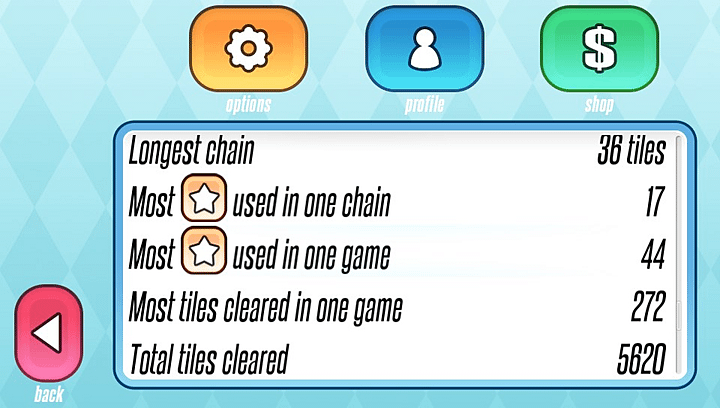 options profile shop
Longest chain 36 tiles
Most used in one chain 17
Most used in one game 44
Most tiles cleared in one game 272
Total tiles cleared 5620
back